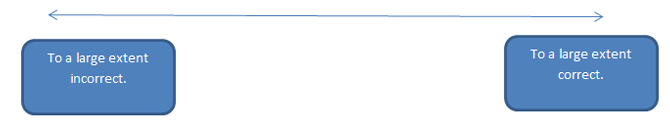 To a large extent
incorrect.
To a large extent
correct.